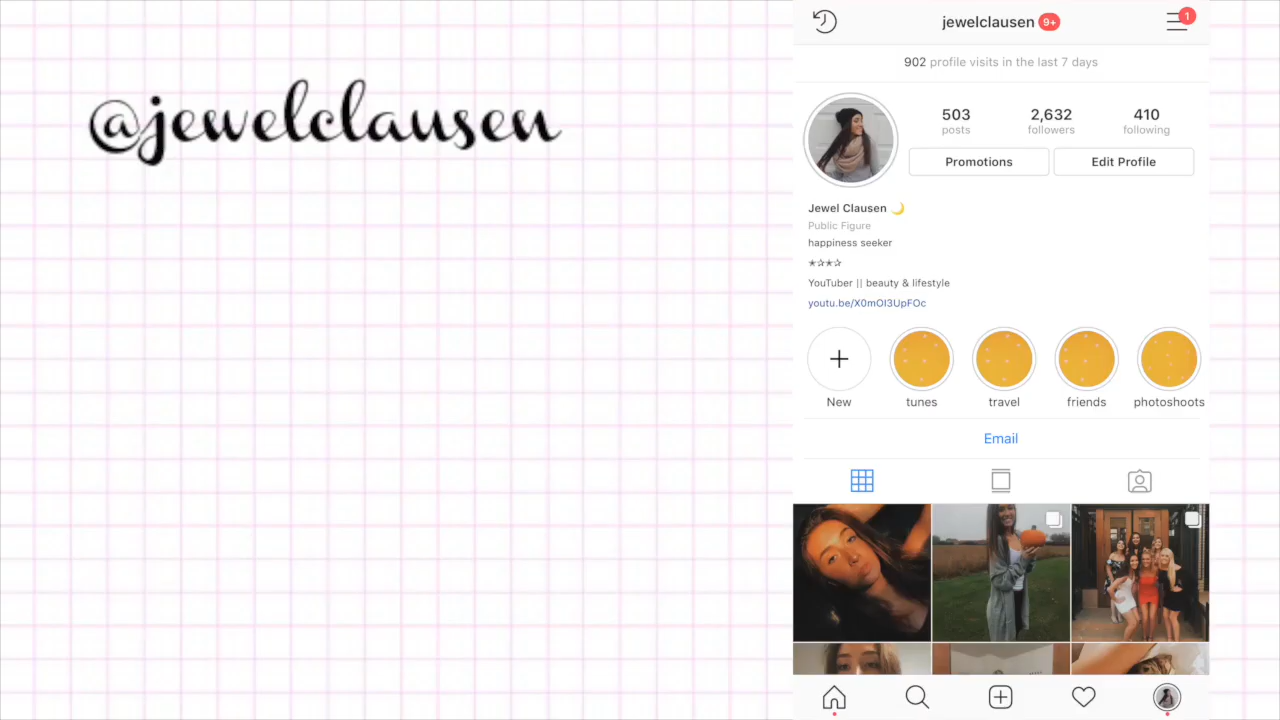 @jewelclausen
jewelclausen 9+
1
902 profile visits in the last 7 days
503 2,632 410
posts followers following
Promotions Edit Profile
Jewel Clausen 🌙
Public Figure
happiness seeker
★☆★☆
YouTuber || beauty & lifestyle
youtu.be/X0mOI3UpFOc
New tunes travel friends photoshoots
Email